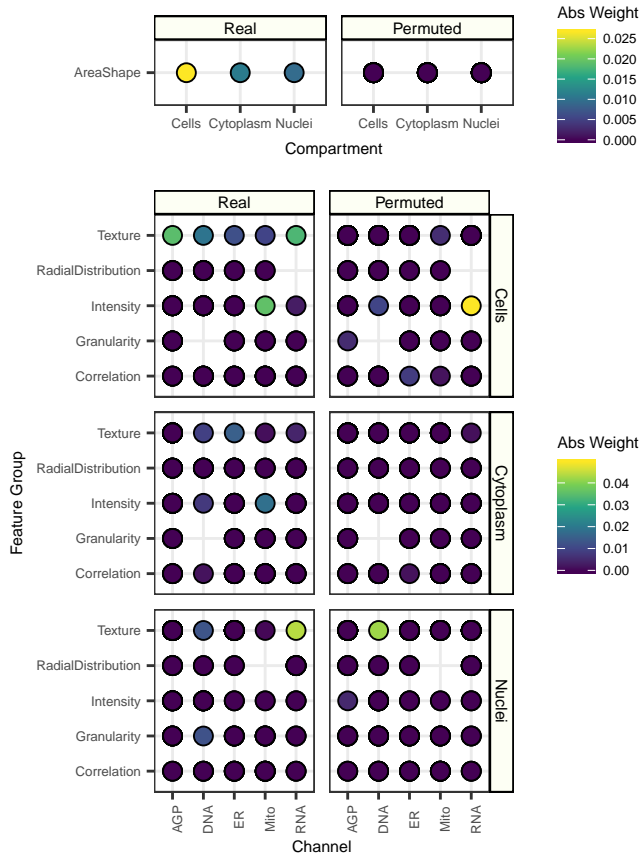 Real Permuted
AreaShape
Cells Cytoplasm Nuclei Cells Cytoplasm Nuclei
Compartment
Abs Weight
0.025
0.020
0.015
0.010
0.005
0.000
Real Permuted
Feature Group
Texture
RadialDistribution
Intensity
Granularity
Correlation
Cells
Texture
RadialDistribution
Intensity
Granularity
Correlation
Cytoplasm
Texture
RadialDistribution
Intensity
Granularity
Correlation
Nuclei
AGP DNA ER Mito RNA AGP DNA ER Mito RNA
Channel
Abs Weight
0.04
0.03
0.02
0.01
0.00